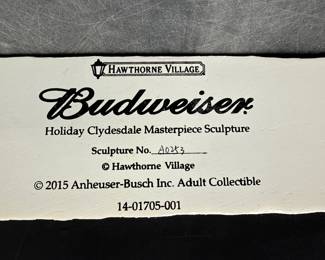 HAWTHORNE VILLAGE
Budweiser
Holiday Clydesdale Masterpiece Sculpture
Sculpture No. A0253
© Hawthorne Village
© 2015 Anheuser-Busch Inc. Adult Collectible
14-01705-001